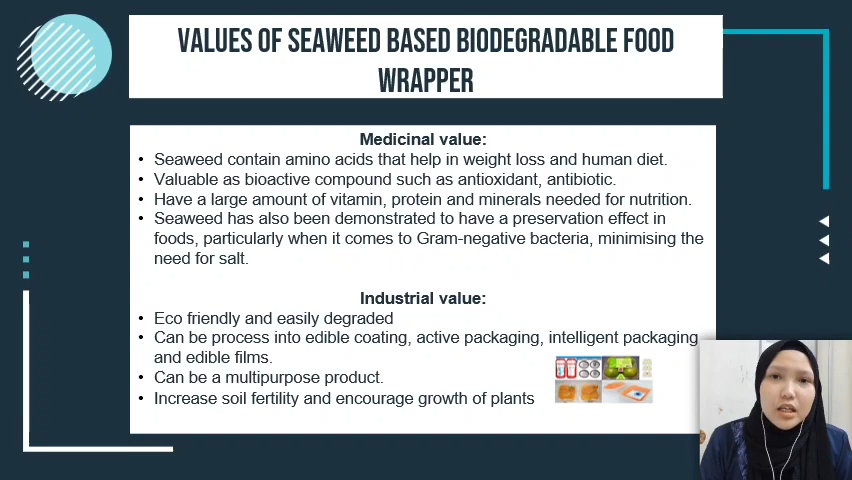 VALUES OF SEAWEED BASED BIODEGRADABLE FOOD
WRAPPER
Medicinal value:
• Seaweed contain amino acids that help in weight loss and human diet.
• Valuable as bioactive compound such as antioxidant, antibiotic.
• Have a large amount of vitamin, protein and minerals needed for nutrition.
• Seaweed has also been demonstrated to have a preservation effect in
foods, particularly when it comes to Gram-negative bacteria, minimising the
need for salt.
Industrial value:
• Eco friendly and easily degraded
• Can be process into edible coating, active packaging, intelligent packaging
and edible films.
• Can be a multipurpose product.
• Increase soil fertility and encourage growth of plants